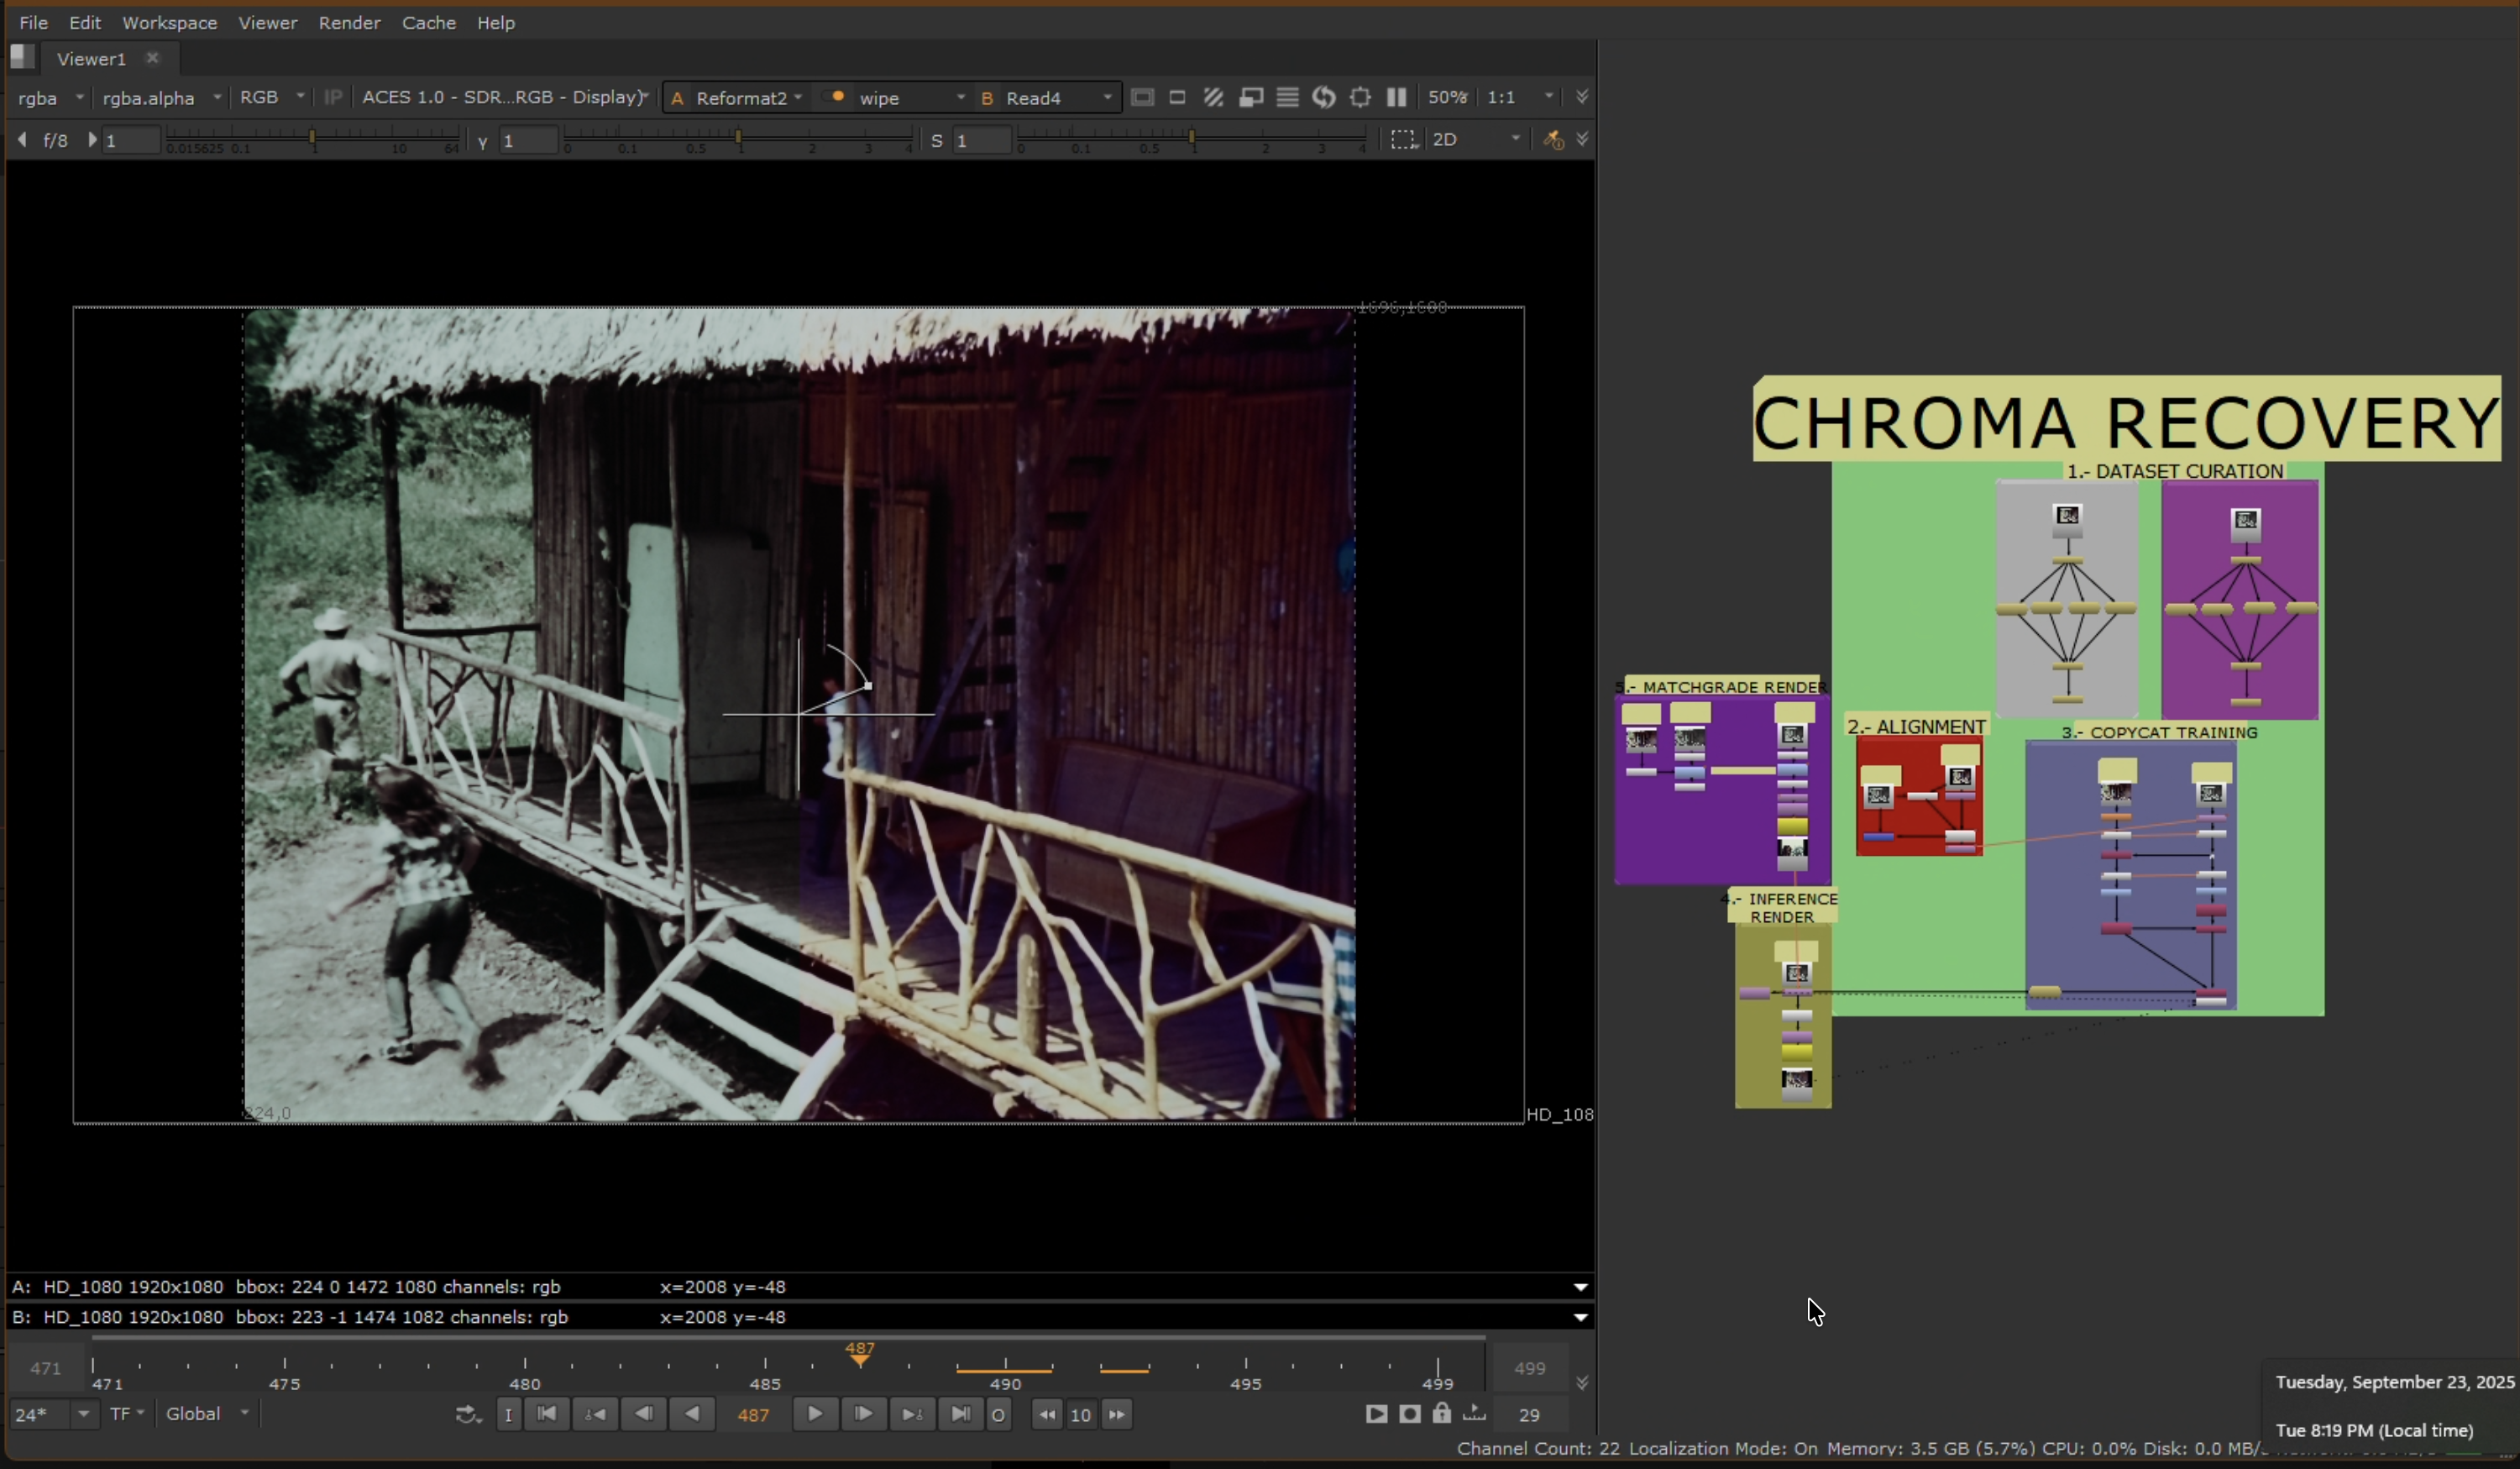 File Edit Workspace Viewer Render Cache Help
Viewer1
rgba rgba.alpha RGB IP ACES 1.0 - SDR...RGB - Display) A Reformat2 wipe B Read4 50% 1:1
f/8 1 0.015625 0.1 1 10 64 γ 1 0 0.1 0.5 1 2 3 4 S 1 0 0.1 0.5 1 2 3 4 2D
224,0
HD_108
CHROMA RECOVERY
1.- DATASET CURATION
5.- MATCHGRADE RENDER
2.- ALIGNMENT
3.- COPYCAT TRAINING
4.- INFERENCE
RENDER
A: HD_1080 1920x1080 bbox: 224 0 1472 1080 channels: rgb x=2008 y=-48
B: HD_1080 1920x1080 bbox: 223 -1 1474 1082 channels: rgb x=2008 y=-48
487
471 499
471 475 480 485 490 495 499
24* TF Global I 487 O 10 29
Tuesday, September 23, 2025
Tue 8:19 PM (Local time)
Channel Count: 22 Localization Mode: On Memory: 3.5 GB (5.7%) CPU: 0.0% Disk: 0.0 MB/